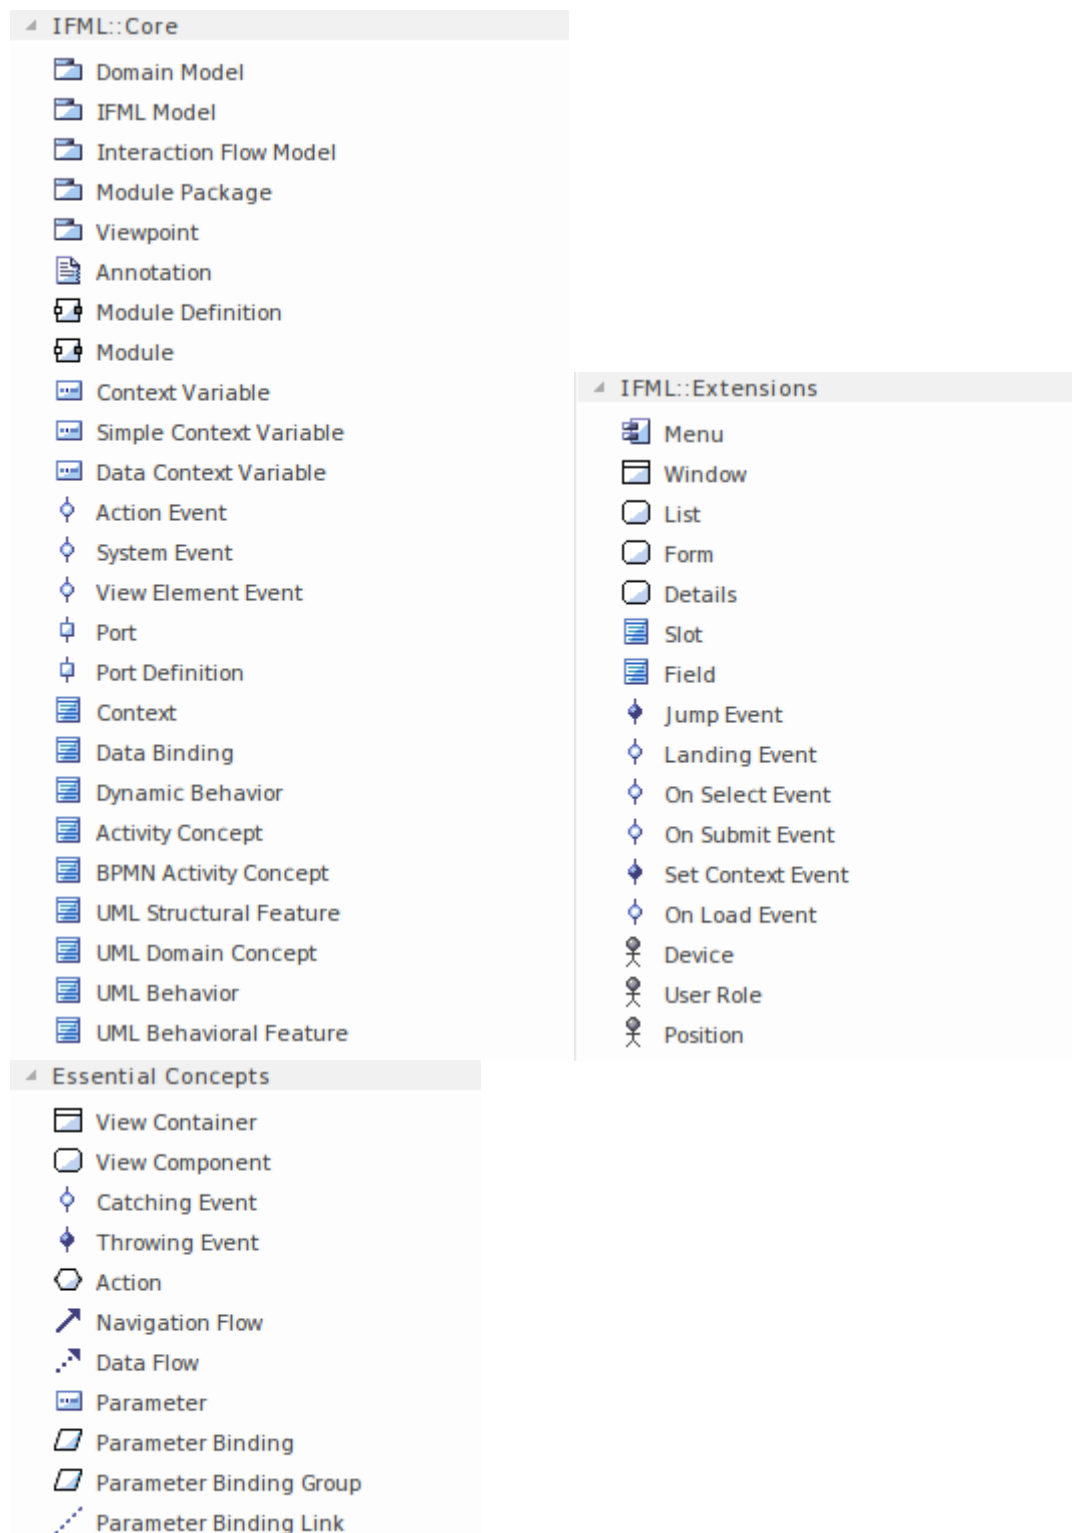 IFML::Core
Domain Model
IFML Model
Interaction Flow Model
Module Package
Viewpoint
Annotation
Module Definition
Module
Context Variable
Simple Context Variable
Data Context Variable
Action Event
System Event
View Element Event
Port
Port Definition
Context
Data Binding
Dynamic Behavior
Activity Concept
BPMN Activity Concept
UML Structural Feature
UML Domain Concept
UML Behavior
UML Behavioral Feature
IFML::Extensions
Menu
Window
List
Form
Details
Slot
Field
Jump Event
Landing Event
On Select Event
On Submit Event
Set Context Event
On Load Event
Device
User Role
Position
Essential Concepts
View Container
View Component
Catching Event
Throwing Event
Action
Navigation Flow
Data Flow
Parameter
Parameter Binding
Parameter Binding Group
Parameter Binding Link